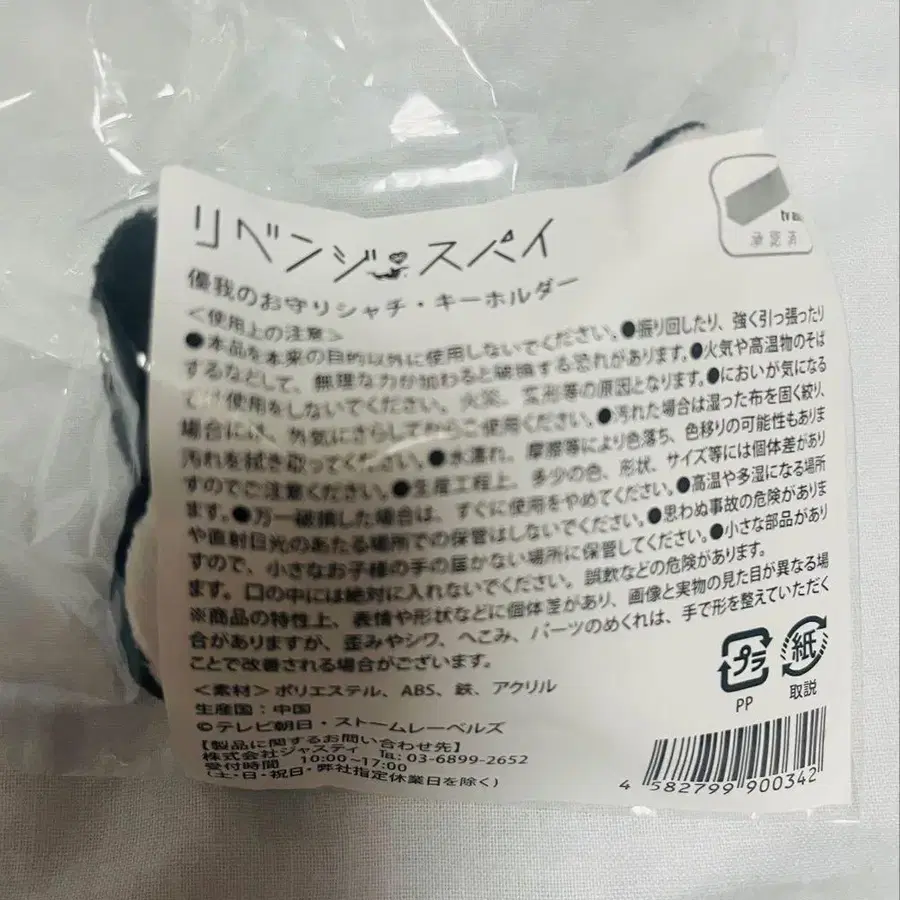 リベンジ・スパイ
承認済
優我のお守りシャチ・キーホルダー
＜使用上の注意＞
●本品を本来の目的以外に使用しないでください。●振り回したり、強く引っ張ったり
するなどして、無理な力が加わると破損する恐れがあります。●火気や高温物のそば
で使用をしないでください。火災、変形等の原因となります。●においが気になる
場合には、外気にさらしてからご使用ください。●汚れた場合は湿った布を固く絞り、
汚れを拭き取ってください。●水濡れ、摩擦等により色落ち、色移りの可能性もありま
すのでご注意ください。●生産工程上、多少の色、形状、サイズ等には個体差があり
ます。●万一破損した場合は、すぐに使用をやめてください。●高温や多湿になる場所
や直射日光のあたる場所での保管はしないでください。●思わぬ事故の危険がありま
すので、小さなお子様の手の届かない場所に保管してください。●小さな部品があり
ます。口の中には絶対に入れないでください。誤飲などの危険があります。
※商品の特性上、表情や形状などに個体差があり、画像と実物の見た目が異なる場
合がありますが、歪みやシワ、へこみ、パーツのめくれは、手で形を整えていただく
ことで改善される場合がございます。
プラ
PP
紙
取説
＜素材＞ポリエステル、ABS、鉄、アクリル
生産国：中国
©テレビ朝日・ストームレーベルズ
【製品に関するお問い合わせ先】
株式会社ジャスティ TEL: 03-6899-2652
受付時間 10:00~17:00
(土・日・祝日・弊社指定休業日を除く)
4 582799 900342